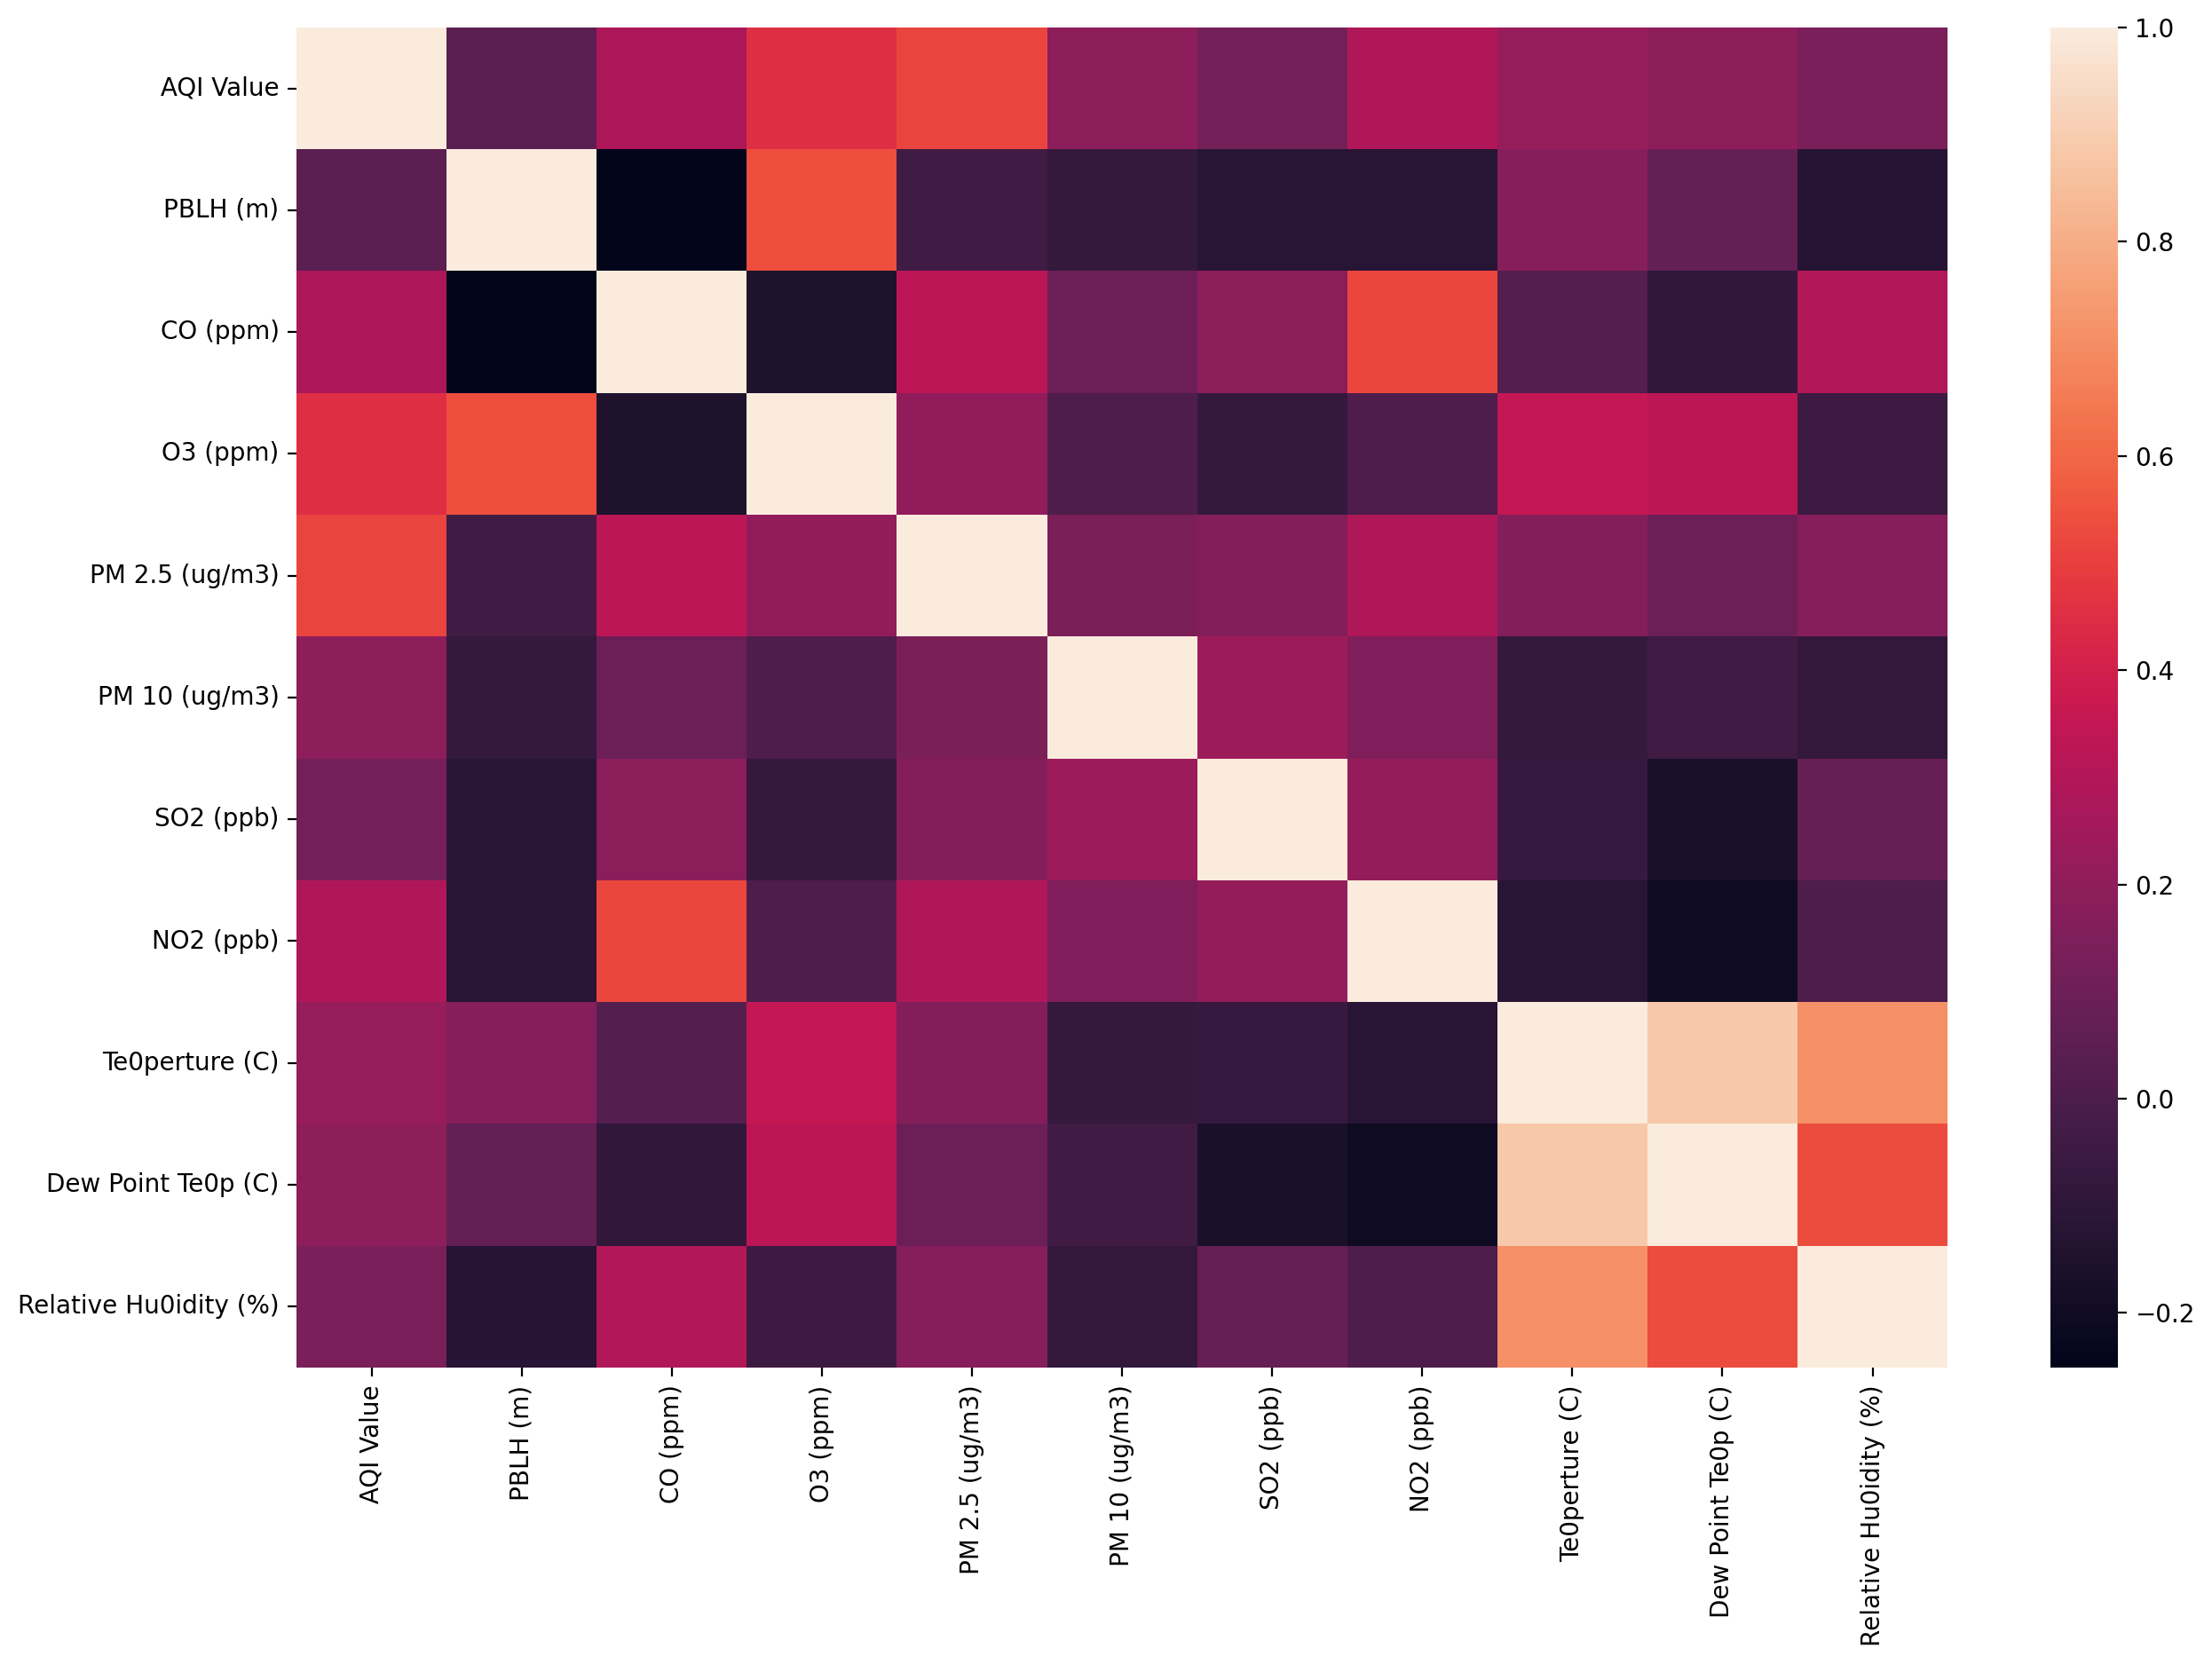 AQI Value
PBLH (m)
CO (ppm)
O3 (ppm)
PM 2.5 (ug/m3)
PM 10 (ug/m3)
SO2 (ppb)
NO2 (ppb)
Te0perture (C)
Dew Point Te0p (C)
Relative Hu0idity (%)
AQI Value
PBLH (m)
CO (ppm)
O3 (ppm)
PM 2.5 (ug/m3)
PM 10 (ug/m3)
SO2 (ppb)
NO2 (ppb)
Te0perture (C)
Dew Point Te0p (C)
Relative Hu0idity (%)
1.0
0.8
0.6
0.4
0.2
0.0
−0.2